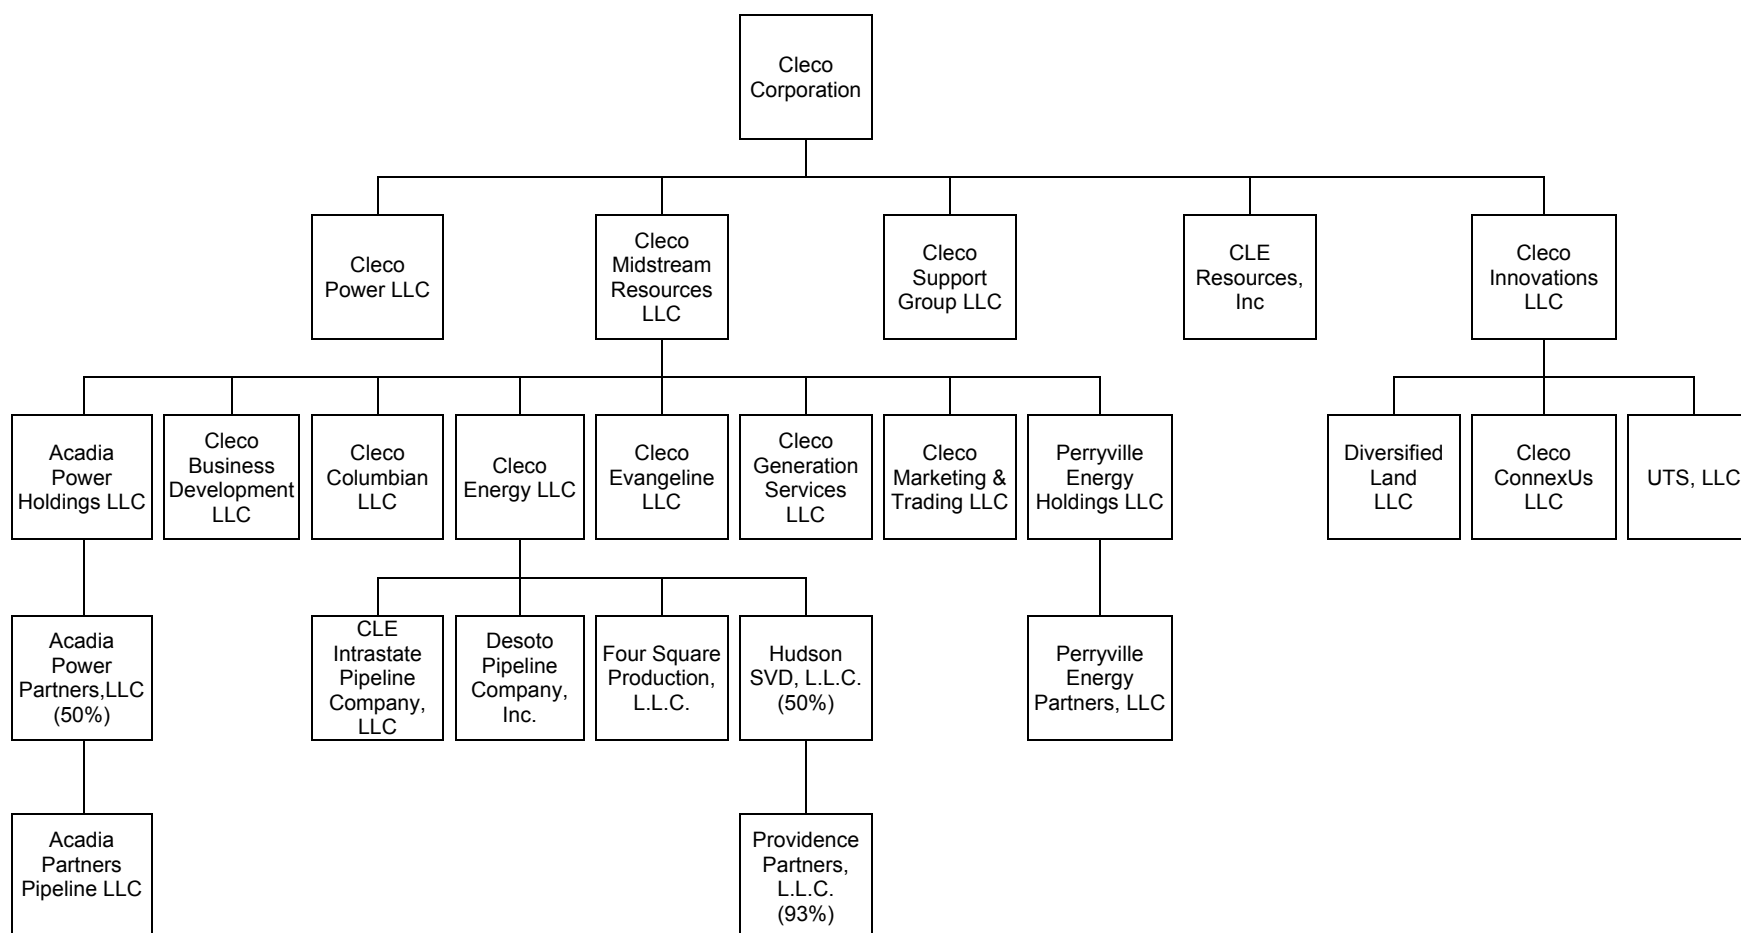 Cleco
Corporation
Cleco
Power LLC
Cleco
Midstream
Resources
LLC
Cleco
Support
Group LLC
CLE
Resources,
Inc
Cleco
Innovations
LLC
Acadia
Power
Holdings LLC
Cleco
Business
Development
LLC
Cleco
Columbian
LLC
Cleco
Energy LLC
Cleco
Evangeline
LLC
Cleco
Generation
Services
LLC
Cleco
Marketing &
Trading LLC
Perryville
Energy
Holdings LLC
Diversified
Land
LLC
Cleco
ConnexUs
LLC
UTS, LLC
Acadia
Power
Partners,LLC
(50%)
CLE
Intrastate
Pipeline
Company,
LLC
Desoto
Pipeline
Company,
Inc.
Four Square
Production,
L.L.C.
Hudson
SVD, L.L.C.
(50%)
Perryville
Energy
Partners, LLC
Acadia
Partners
Pipeline LLC
Providence
Partners,
L.L.C.
(93%)